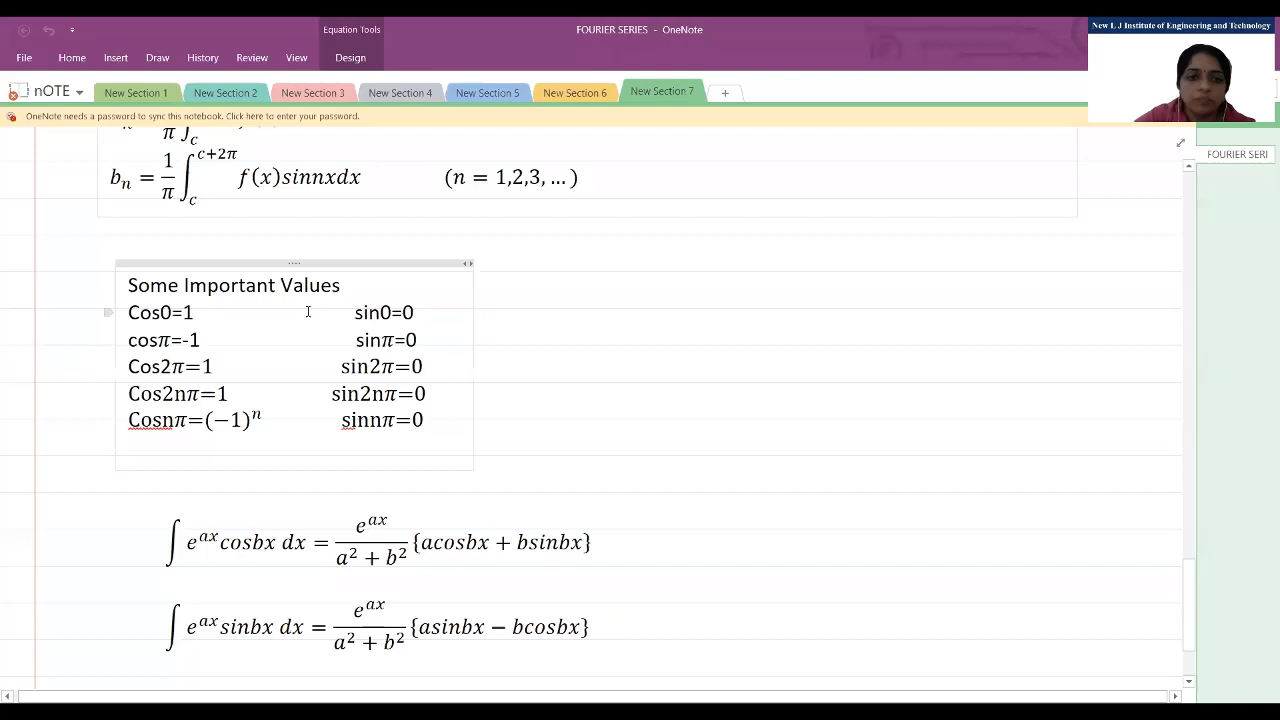 Equation Tools
FOURIER SERIES - OneNote
New L J Institute of Engineering and Technology
File Home Insert Draw History Review View Design
nOTE New Section 1 New Section 2 New Section 3 New Section 4 New Section 5 New Section 6 New Section 7 +
OneNote needs a password to sync this notebook. Click here to enter your password.
FOURIER SERI
π ∫c
bₙ = 1/π ∫c^(c+2π) f(x)sinnxdx (n = 1,2,3, …)
Some Important Values
Cos0=1 sin0=0
cosπ=-1 sinπ=0
Cos2π=1 sin2π=0
Cos2nπ=1 sin2nπ=0
Cosnπ=(−1)ⁿ sinnπ=0
∫ e^(ax) cosbx dx = e^(ax)/(a² + b²) {acosbx + bsinbx}
∫ e^(ax) sinbx dx = e^(ax)/(a² + b²) {asinbx − bcosbx}